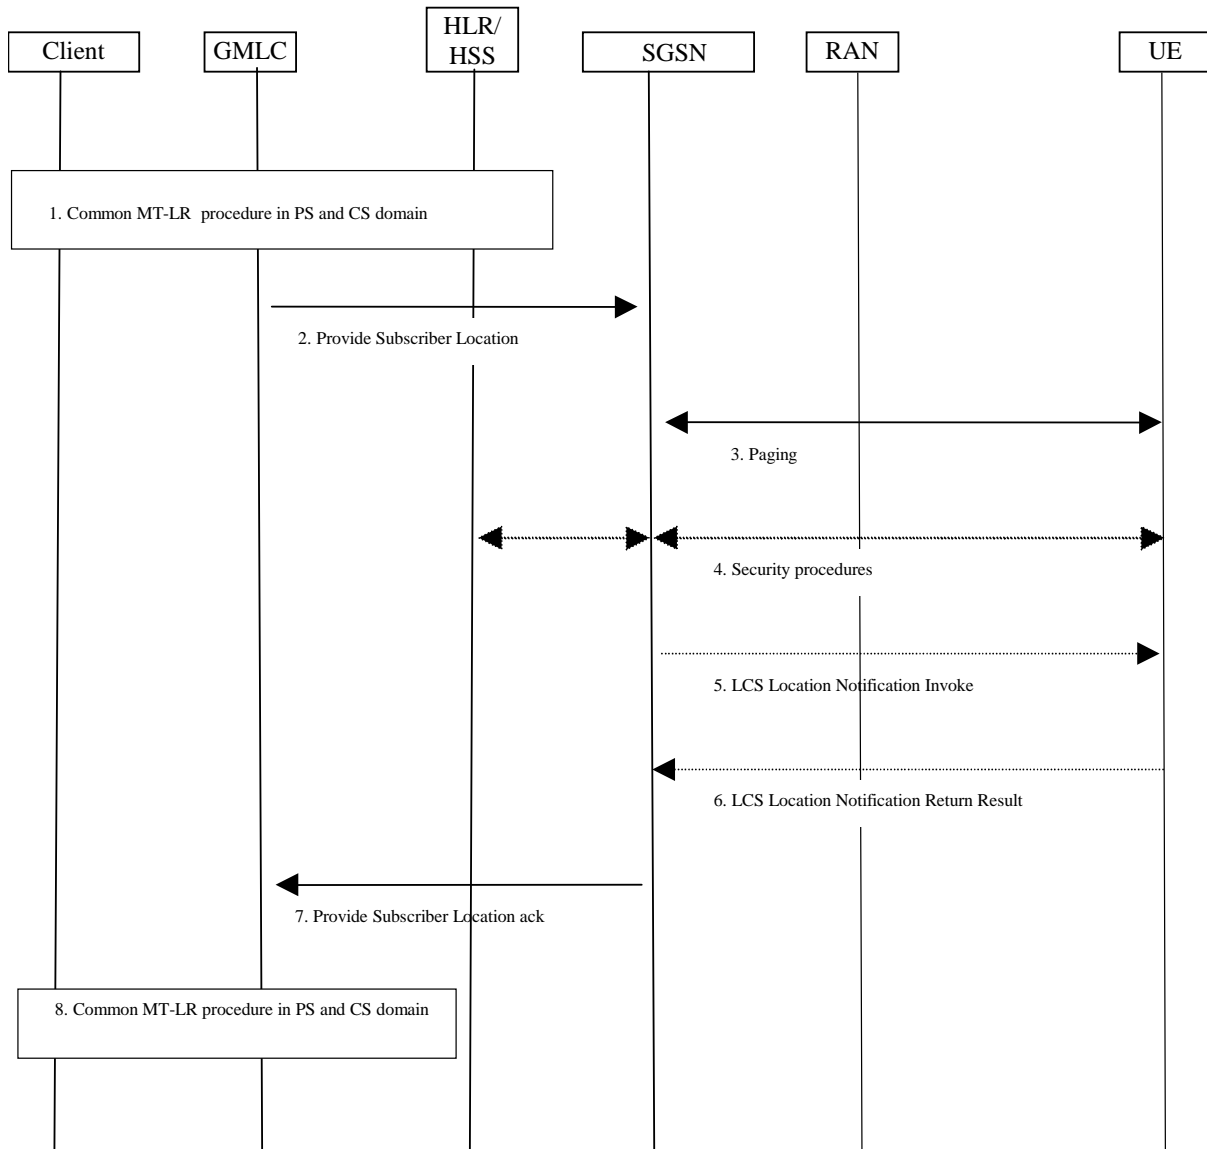 Client
GMLC
HLR/
HSS
SGSN
RAN
UE
1. Common MT-LR procedure in PS and CS domain
2. Provide Subscriber Location
3. Paging
4. Security procedures
5. LCS Location Notification Invoke
6. LCS Location Notification Return Result
7. Provide Subscriber Location ack
8. Common MT-LR procedure in PS and CS domain